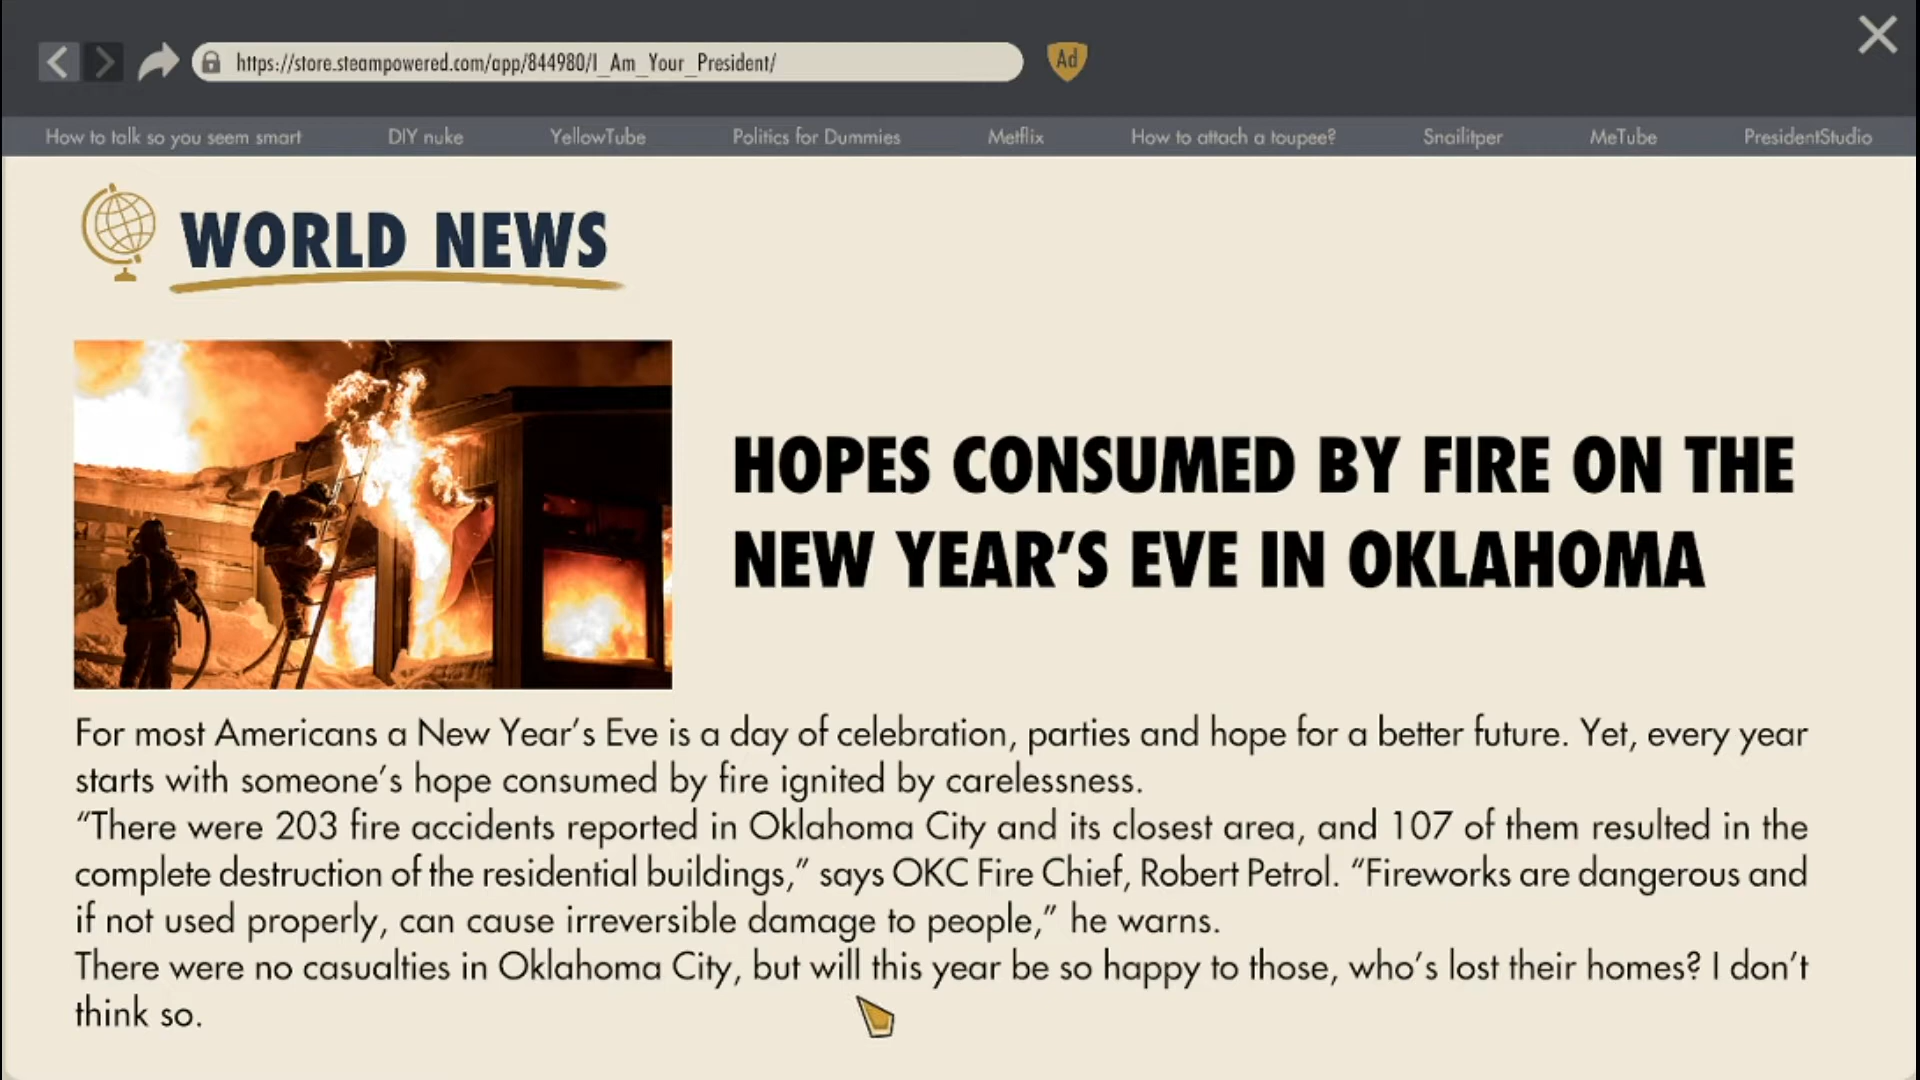 https://store.steampowered.com/app/844980/I_Am_Your_President/
Ad
How to talk so you seem smart
DIY nuke
YellowTube
Politics for Dummies
Metflix
How to attach a toupee?
Snailitper
MeTube
PresidentStudio
WORLD NEWS
HOPES CONSUMED BY FIRE ON THE
NEW YEAR’S EVE IN OKLAHOMA
For most Americans a New Year’s Eve is a day of celebration, parties and hope for a better future. Yet, every year
starts with someone’s hope consumed by fire ignited by carelessness.
“There were 203 fire accidents reported in Oklahoma City and its closest area, and 107 of them resulted in the
complete destruction of the residential buildings,” says OKC Fire Chief, Robert Petrol. “Fireworks are dangerous and
if not used properly, can cause irreversible damage to people,” he warns.
There were no casualties in Oklahoma City, but will this year be so happy to those, who’s lost their homes? I don’t
think so.